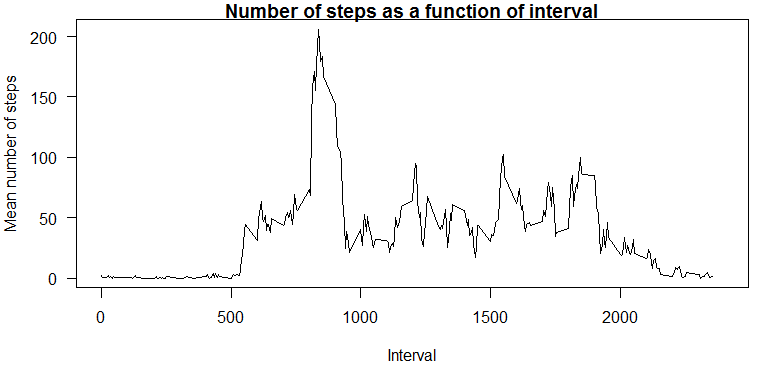 Number of steps as a function of interval
Mean number of steps
200
150
100
50
0
0 500 1000 1500 2000
Interval